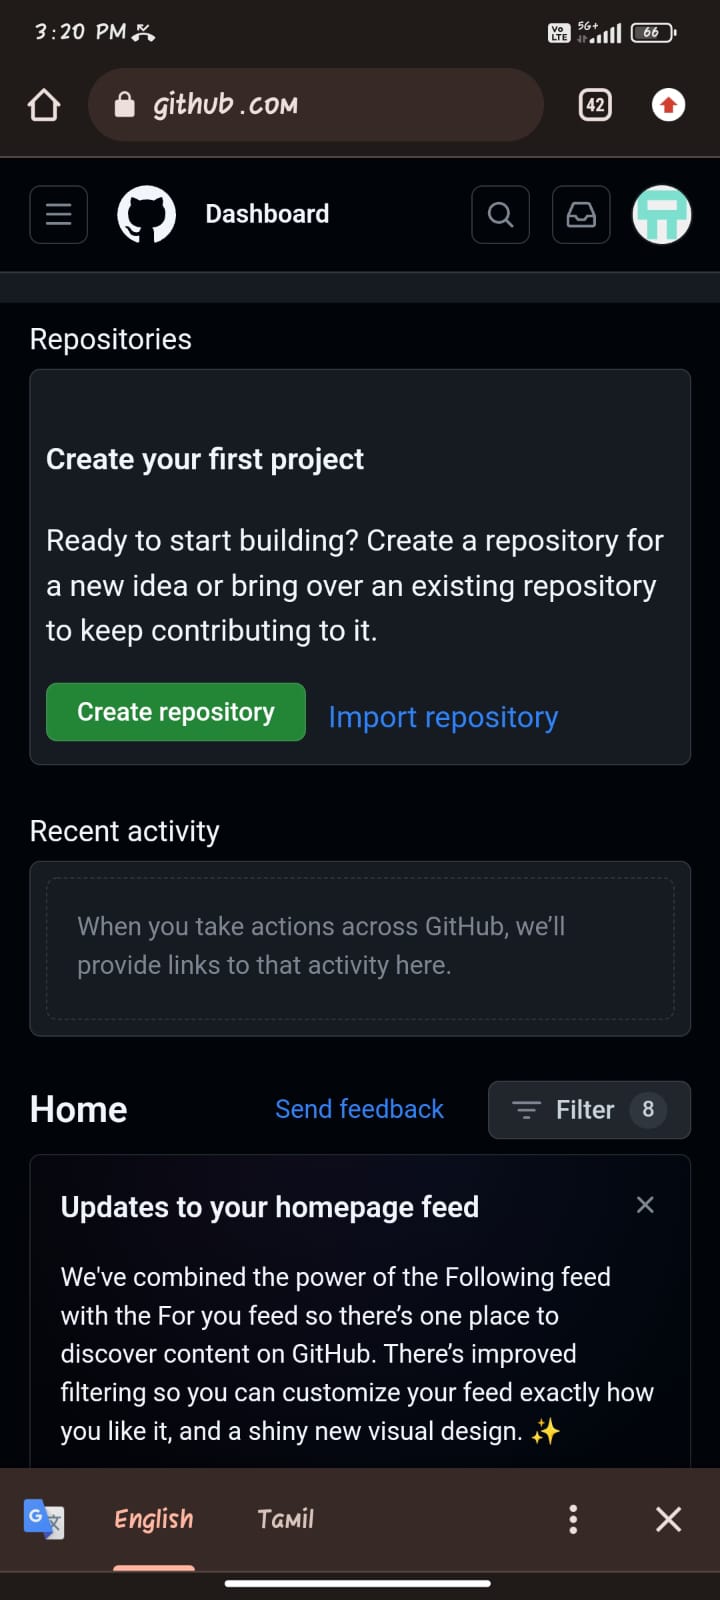 3:20 PM
Vo LTE 5G+ 66
github.com
42
Dashboard
Repositories
Create your first project
Ready to start building? Create a repository for
a new idea or bring over an existing repository
to keep contributing to it.
Create repository Import repository
Recent activity
When you take actions across GitHub, we’ll
provide links to that activity here.
Home Send feedback Filter 8
Updates to your homepage feed
We've combined the power of the Following feed
with the For you feed so there’s one place to
discover content on GitHub. There’s improved
filtering so you can customize your feed exactly how
you like it, and a shiny new visual design. ✨
G 文 English Tamil